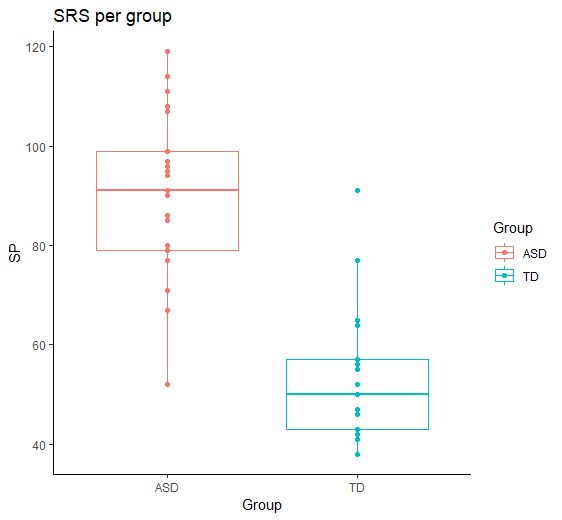 SRS per group
120
100
80
60
40
SP
ASD
TD
Group
Group
ASD
TD